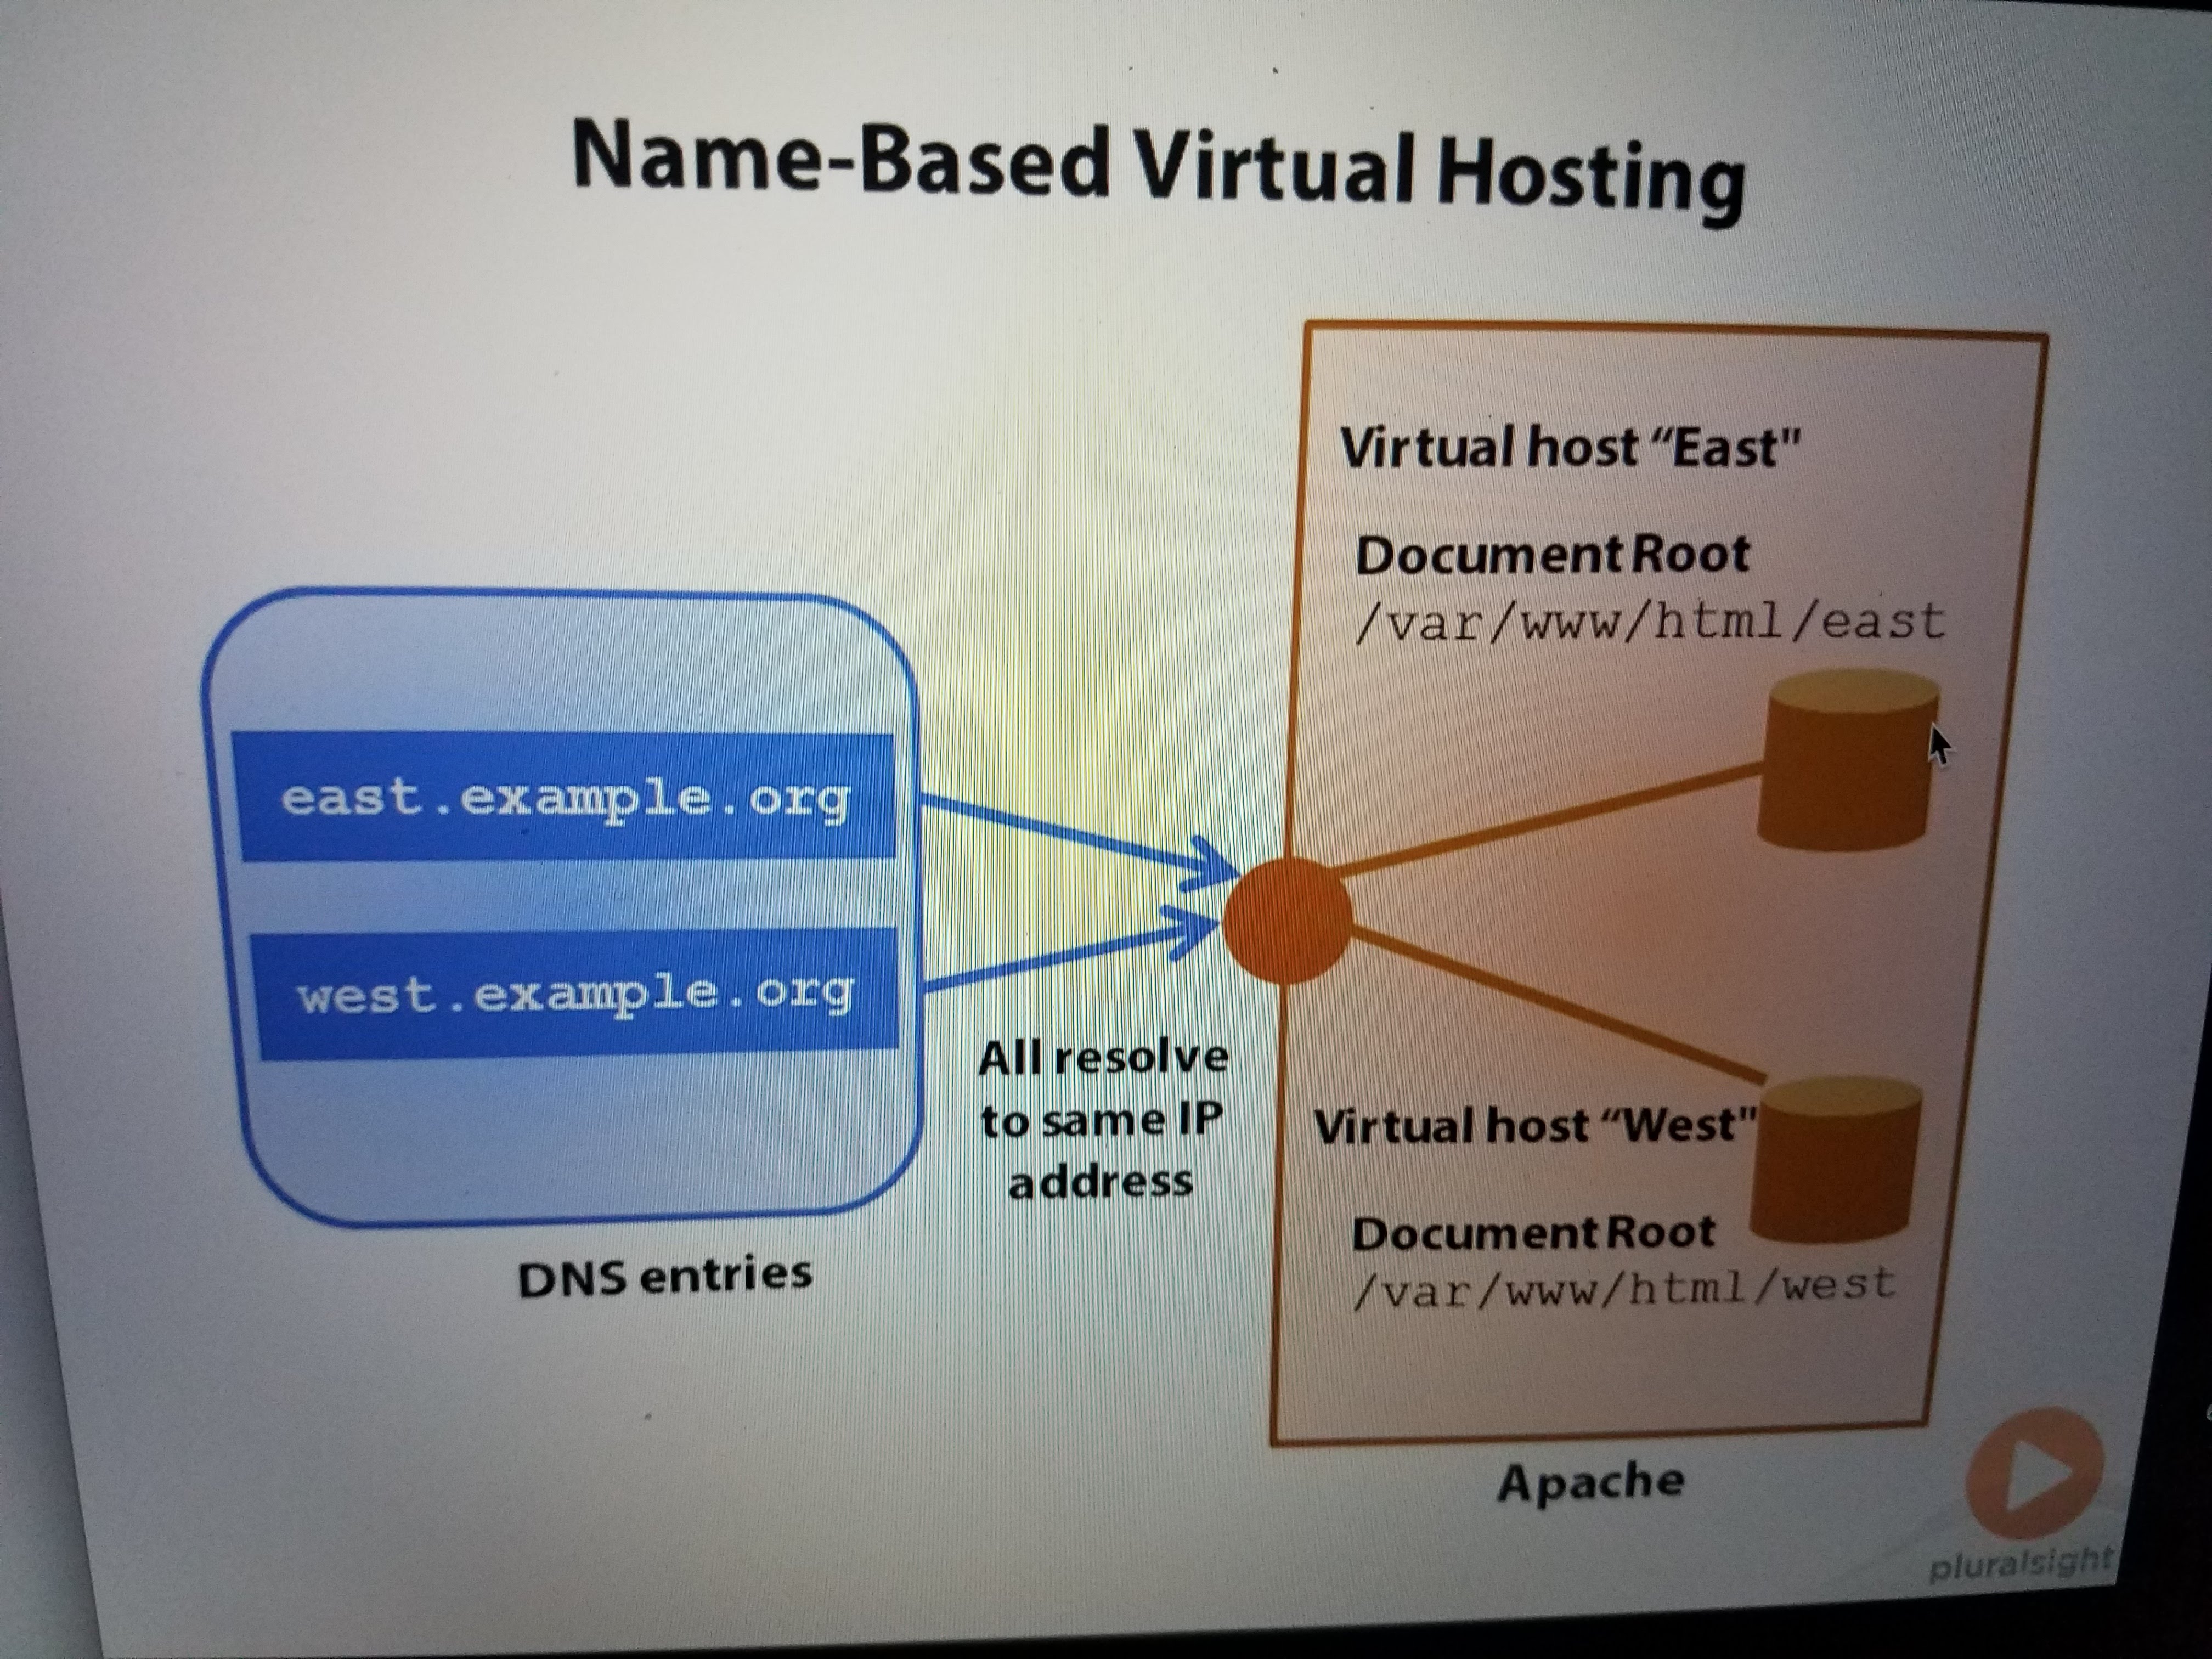 Name-Based Virtual Hosting
Virtual host “East"
Document Root
/var/www/html/east
east.example.org
west.example.org
All resolve
to same IP
address
DNS entries
Virtual host “West"
Document Root
/var/www/html/west
Apache
pluralsight